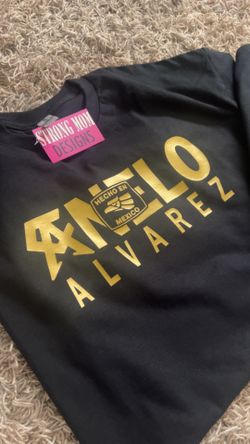 STRONG MOM
DESIGNS
CANELO
HECHO EN
MEXICO
ALVAREZ